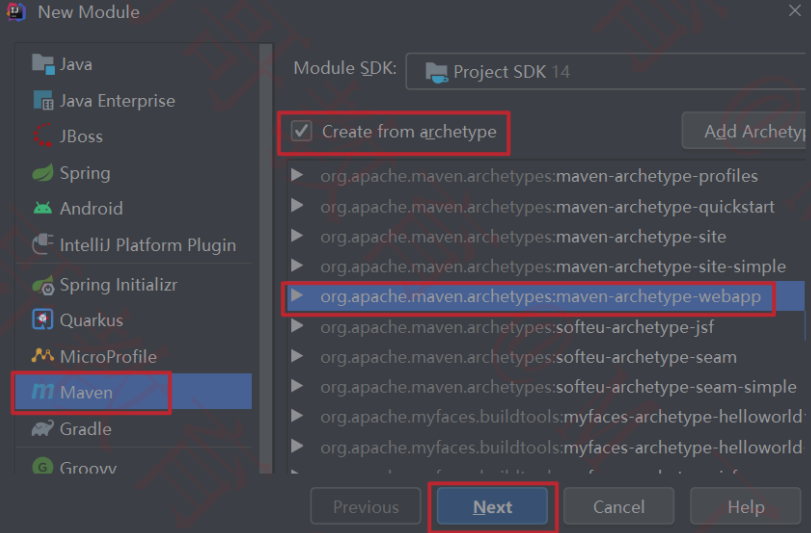 New Module
Java
Java Enterprise
JBoss
Spring
Android
IntelliJ Platform Plugin
Spring Initializr
Quarkus
MicroProfile
Maven
Gradle
Groovy
Module SDK:
Project SDK 14
Create from archetype
Add Archetyp
org.apache.maven.archetypes:maven-archetype-profiles
org.apache.maven.archetypes:maven-archetype-quickstart
org.apache.maven.archetypes:maven-archetype-site
org.apache.maven.archetypes:maven-archetype-site-simple
org.apache.maven.archetypes:maven-archetype-webapp
org.apache.maven.archetypes:softeu-archetype-jsf
org.apache.maven.archetypes:softeu-archetype-seam
org.apache.maven.archetypes:softeu-archetype-seam-simple
org.apache.myfaces.buildtools:myfaces-archetype-helloworld
org.apache.myfaces.buildtools:myfaces-archetype-helloworld
Previous
Next
Cancel
Help